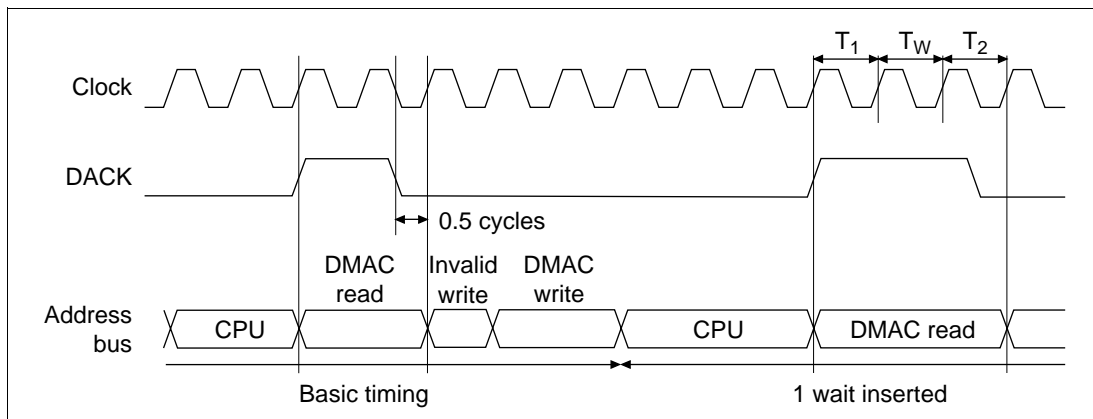 T1 TW T2
Clock
DACK
0.5 cycles
DMAC read
Invalid write
DMAC write
Address bus
CPU
CPU
DMAC read
Basic timing
1 wait inserted